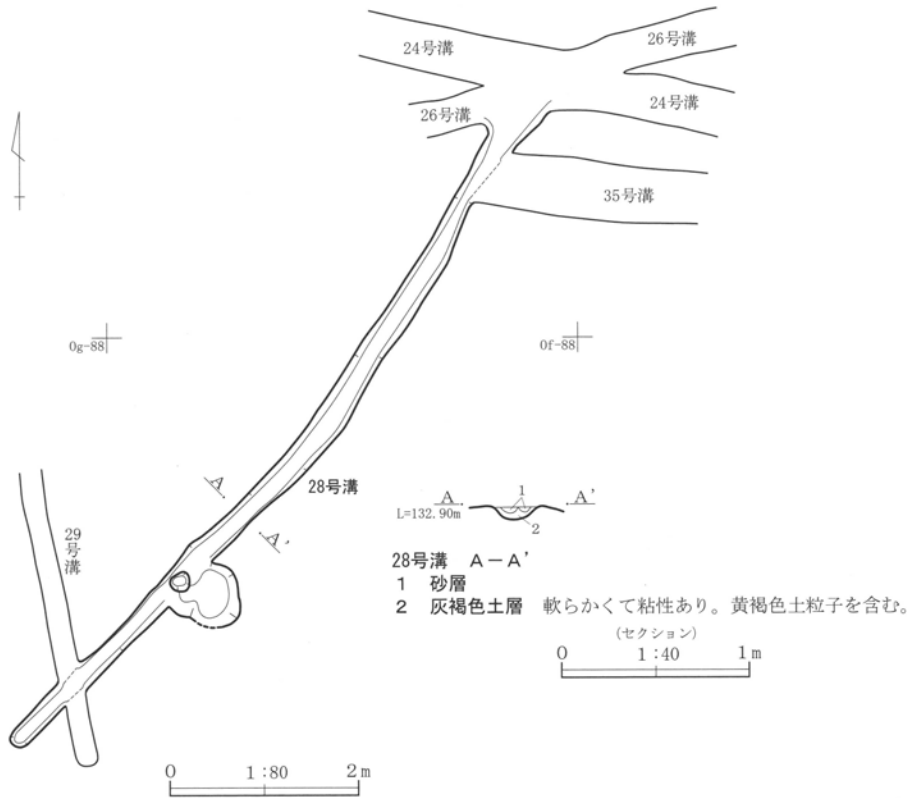 24号溝
26号溝
24号溝
26号溝
35号溝
Og-88
Of-88
A
A'
28号溝
29号溝
1
A
A'
L=132.90m
2
28号溝 A-A'
1 砂層
2 灰褐色土層 軟らかくて粘性あり。黄褐色土粒子を含む。
(セクション)
0 1:40 1m
0 1:80 2m